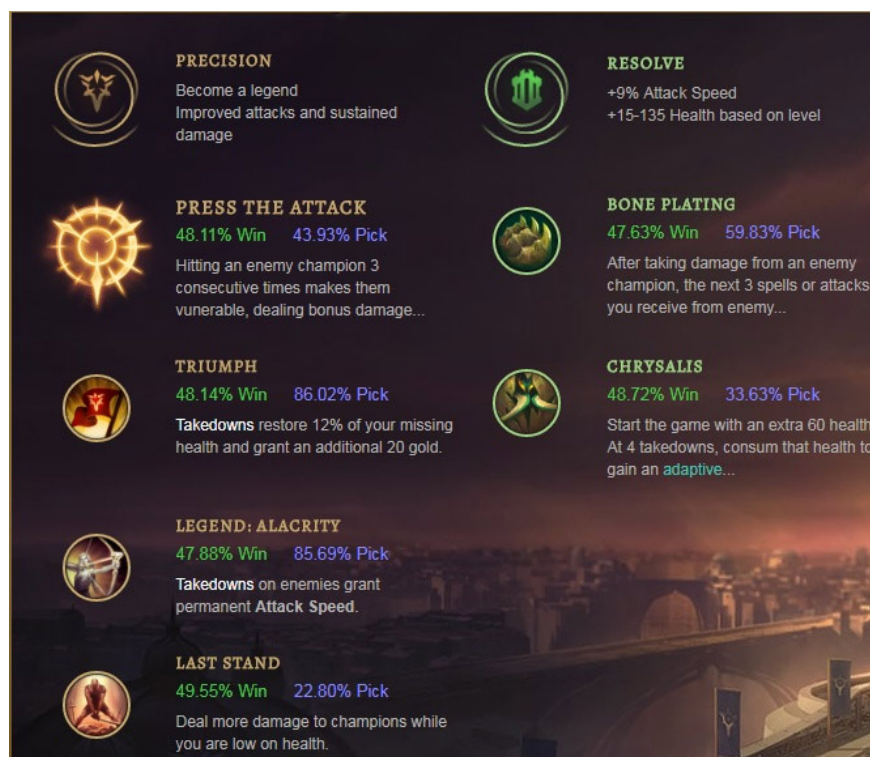 PRECISION
Become a legend
Improved attacks and sustained
damage
PRESS THE ATTACK
48.11% Win 43.93% Pick
Hitting an enemy champion 3
consecutive times makes them
vunerable, dealing bonus damage...
TRIUMPH
48.14% Win 86.02% Pick
Takedowns restore 12% of your missing
health and grant an additional 20 gold.
LEGEND: ALACRITY
47.88% Win 85.69% Pick
Takedowns on enemies grant
permanent Attack Speed.
LAST STAND
49.55% Win 22.80% Pick
Deal more damage to champions while
you are low on health.
RESOLVE
+9% Attack Speed
+15-135 Health based on level
BONE PLATING
47.63% Win 59.83% Pick
After taking damage from an enemy
champion, the next 3 spells or attacks
you receive from enemy...
CHRYSALIS
48.72% Win 33.63% Pick
Start the game with an extra 60 health
At 4 takedowns, consum that health to
gain an adaptive...